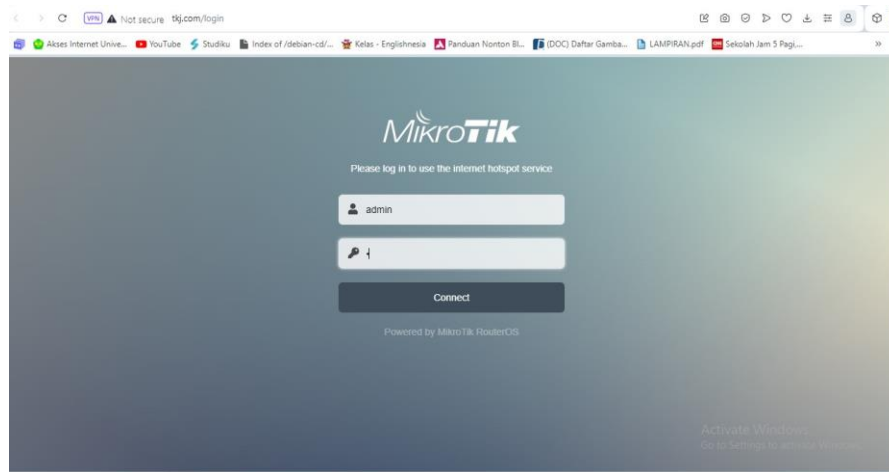 VPN Not secure tkj.com/login
Akses Internet Unive... YouTube Studiku Index of /debian-cd/... Kelas - Englishnesia Panduan Nonton Bl... (DOC) Daftar Gamba... LAMPIRAN.pdf Sekolah Jam 5 Pagi,... »
MikroTik
Please log in to use the internet hotspot service
admin
Connect
Powered by MikroTik RouterOS
Activate Windows
Go to Settings to activate Windows.